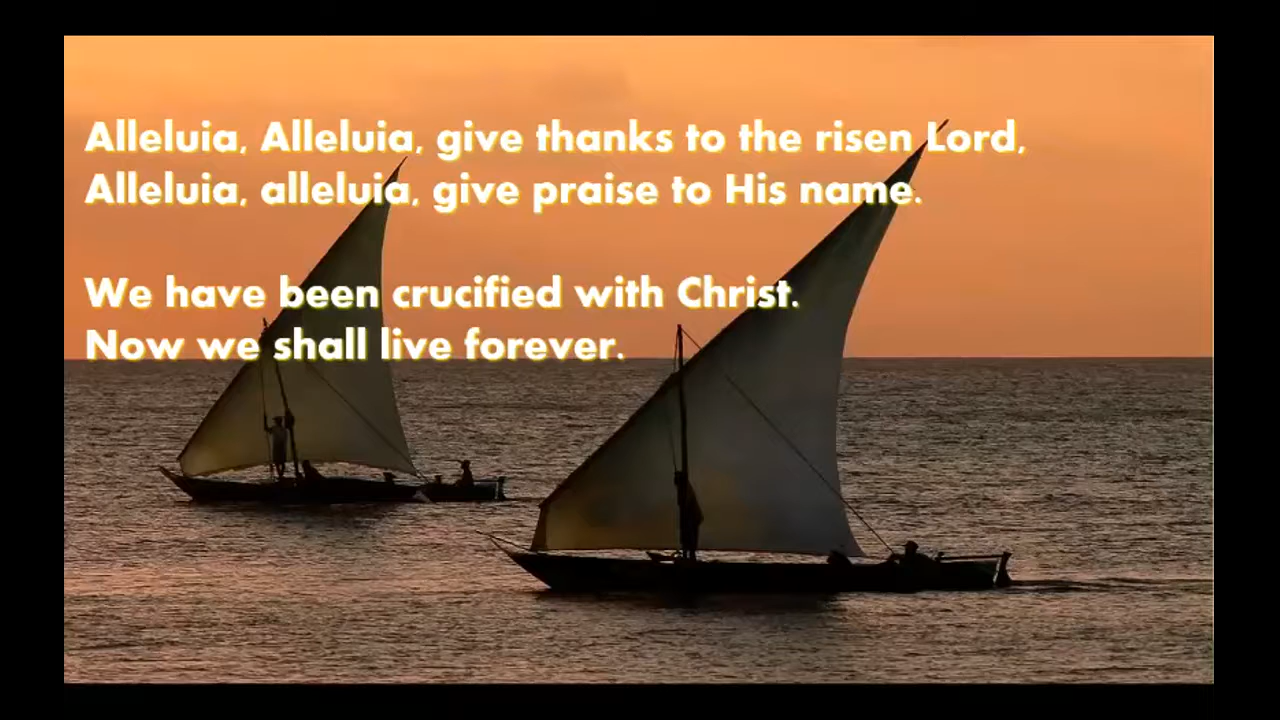 Alleluia, Alleluia, give thanks to the risen Lord,
Alleluia, alleluia, give praise to His name.
We have been crucified with Christ.
Now we shall live forever.